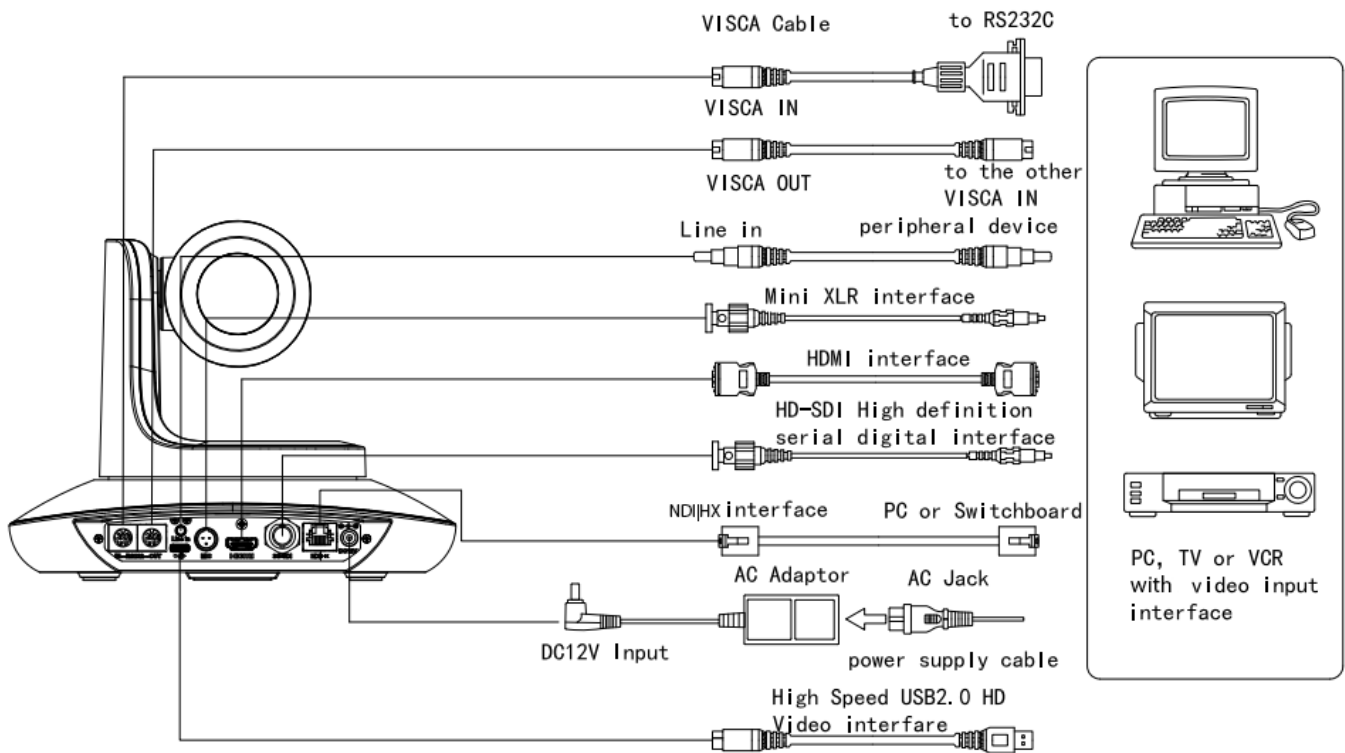 VISCA Cable
to RS232C
VISCA IN
VISCA OUT
to the other
VISCA IN
Line in
peripheral device
Mini XLR interface
HDMI interface
HD-SDI High definition
serial digital interface
NDI|HX interface
PC or Switchboard
AC Adaptor
AC Jack
DC12V Input
power supply cable
High Speed USB2.0 HD
Video interfare
PC, TV or VCR
with video input
interface